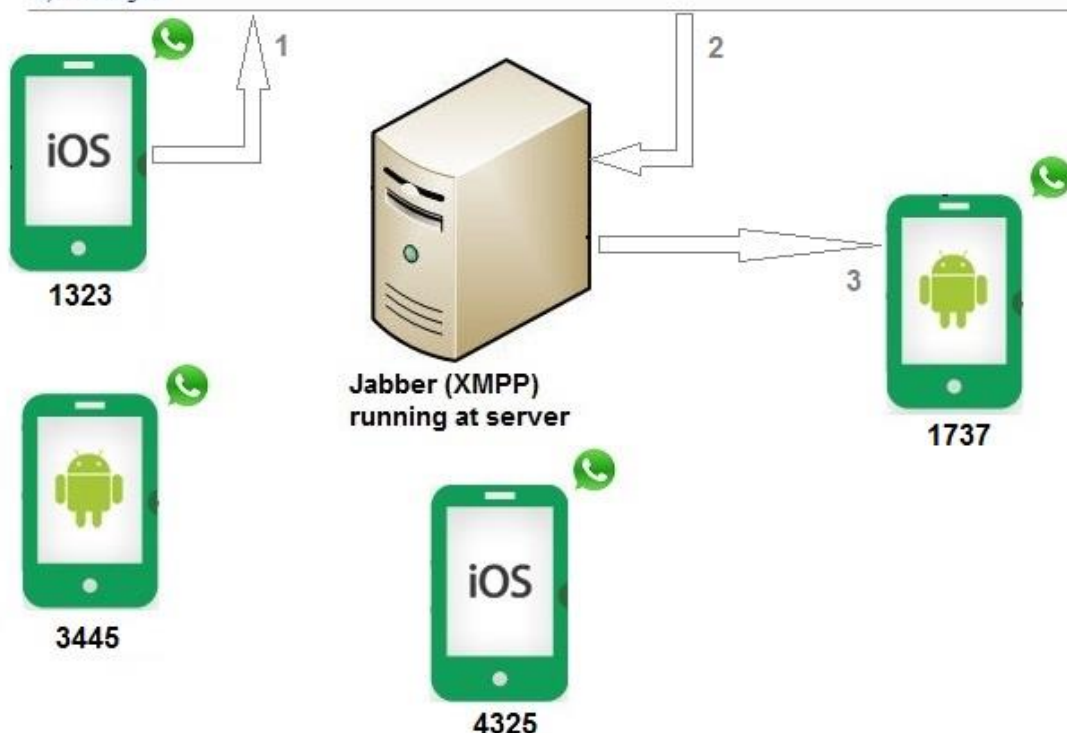 1
2
iOS
3
1323
Jabber (XMPP)
running at server
1737
iOS
3445
4325